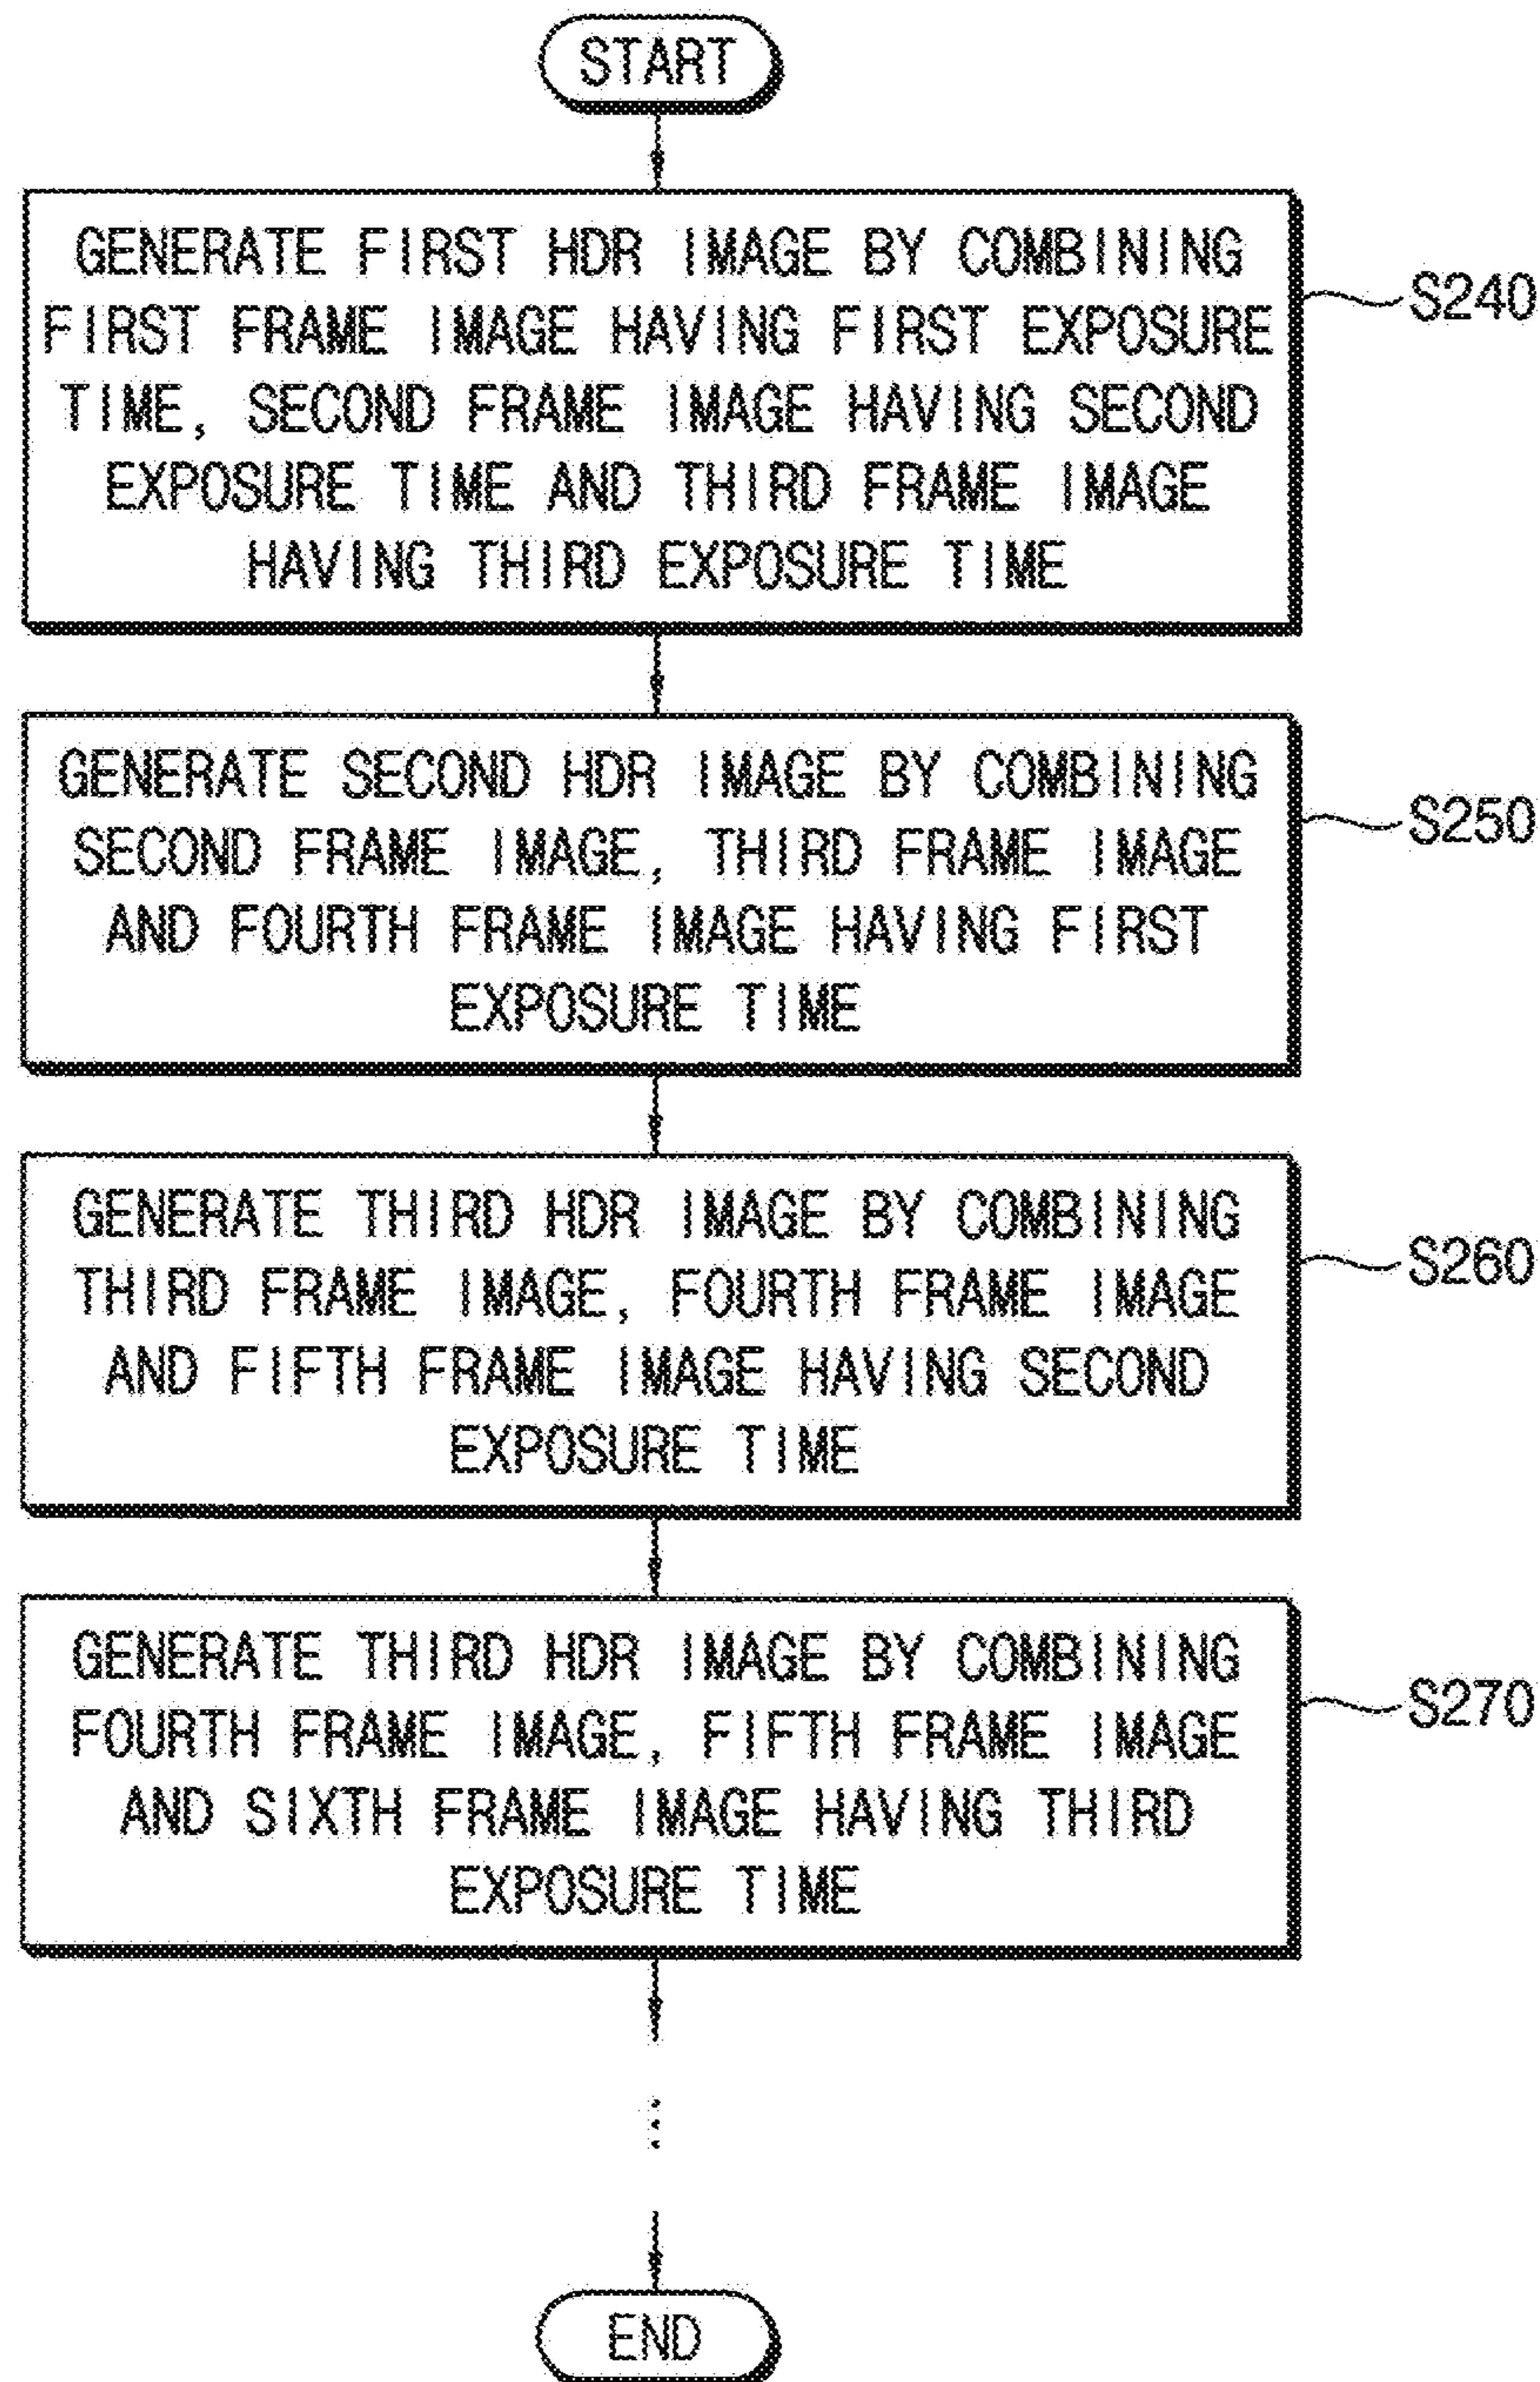 START
GENERATE FIRST HDR IMAGE BY COMBINING
FIRST FRAME IMAGE HAVING FIRST EXPOSURE
TIME, SECOND FRAME IMAGE HAVING SECOND
EXPOSURE TIME AND THIRD FRAME IMAGE
HAVING THIRD EXPOSURE TIME
S240
GENERATE SECOND HDR IMAGE BY COMBINING
SECOND FRAME IMAGE, THIRD FRAME IMAGE
AND FOURTH FRAME IMAGE HAVING FIRST
EXPOSURE TIME
S250
GENERATE THIRD HDR IMAGE BY COMBINING
THIRD FRAME IMAGE, FOURTH FRAME IMAGE
AND FIFTH FRAME IMAGE HAVING SECOND
EXPOSURE TIME
S260
GENERATE THIRD HDR IMAGE BY COMBINING
FOURTH FRAME IMAGE, FIFTH FRAME IMAGE
AND SIXTH FRAME IMAGE HAVING THIRD
EXPOSURE TIME
S270
END